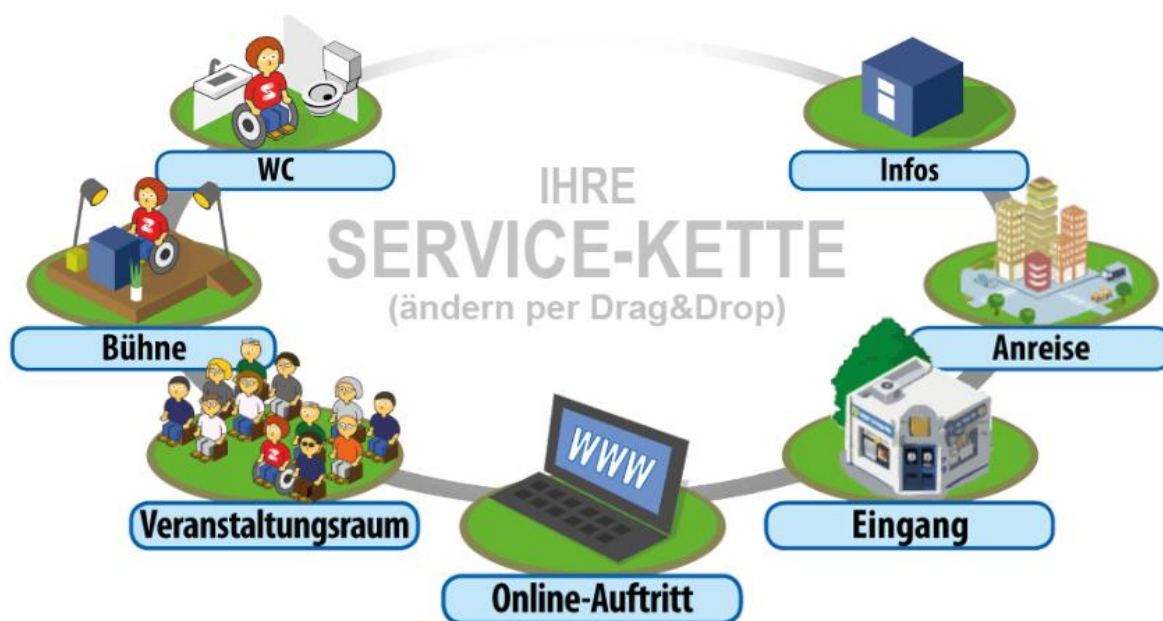 WC
Infos
IHRE
SERVICE-KETTE
(ändern per Drag&Drop)
Bühne
Anreise
Veranstaltungsraum
WWW
Eingang
Online-Auftritt